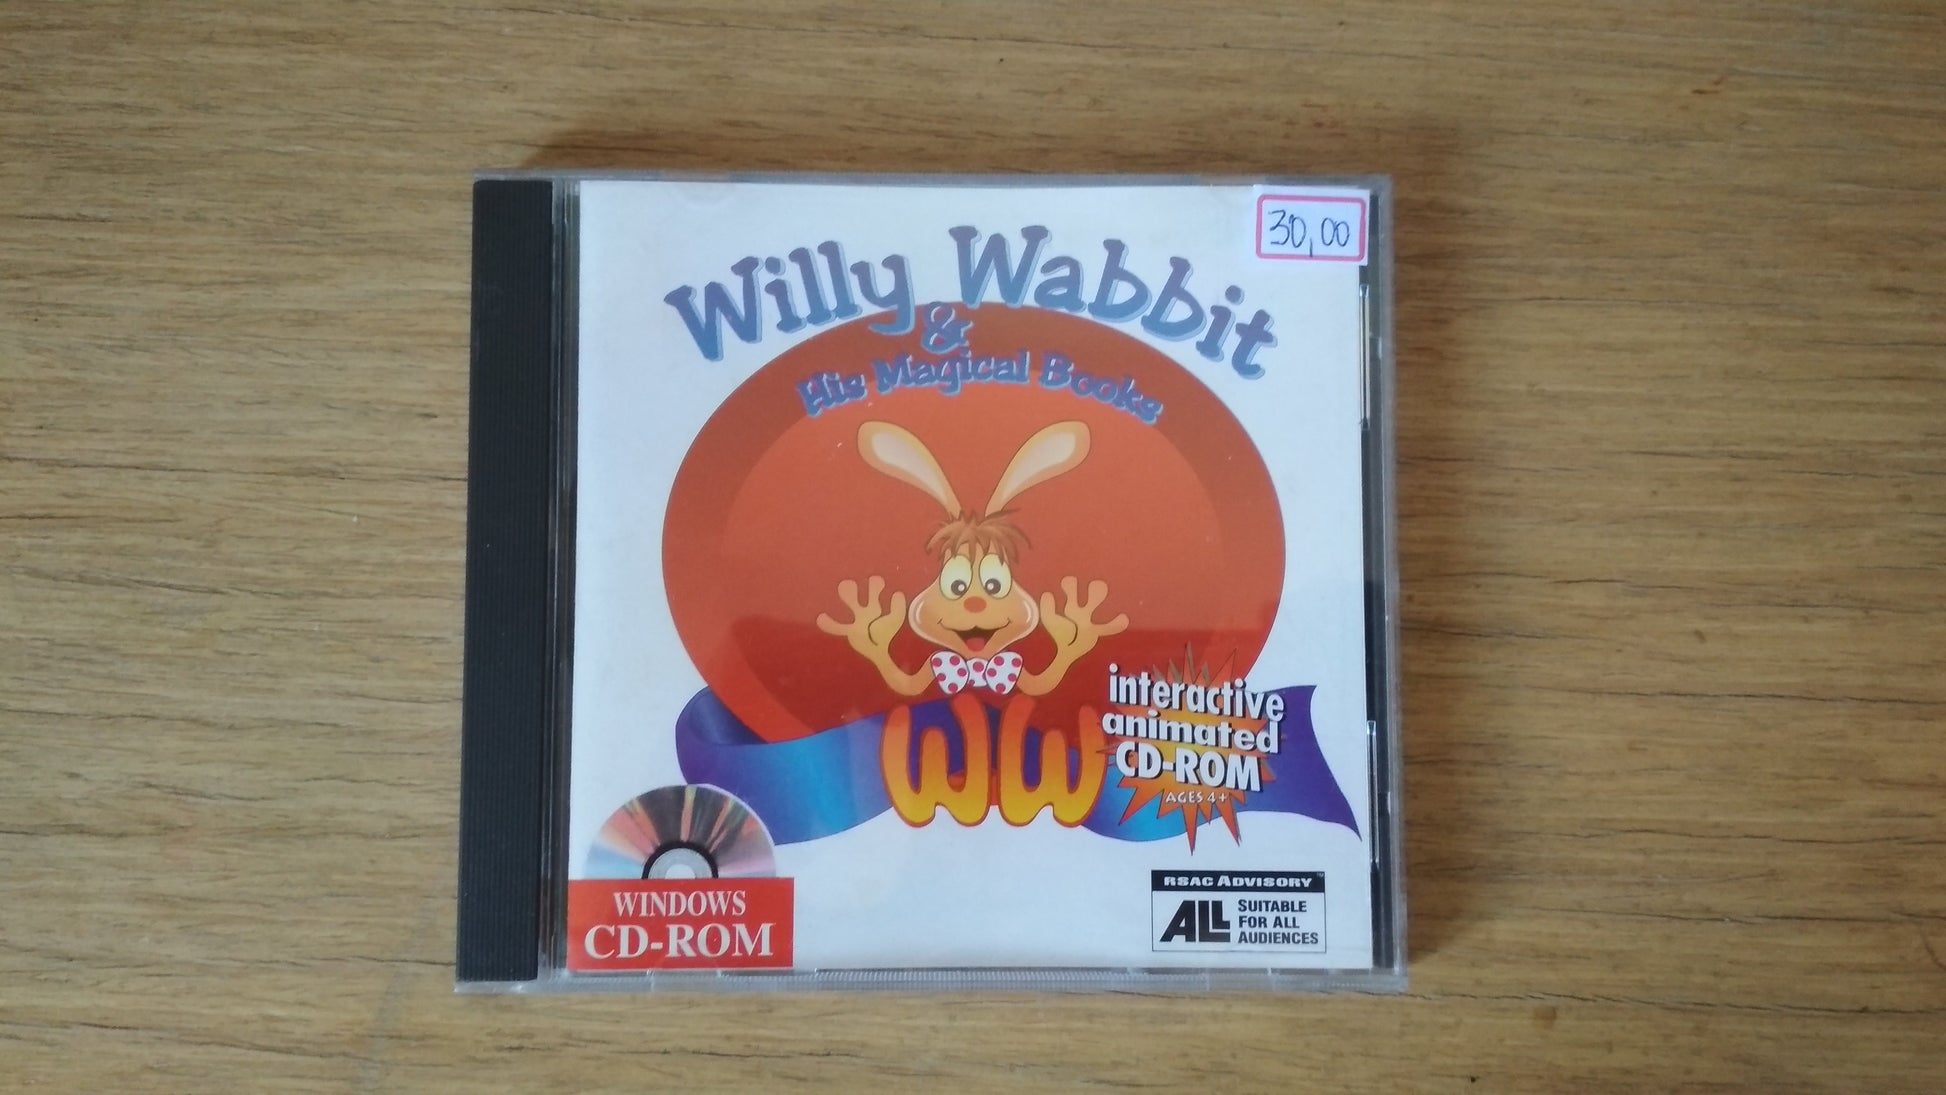 30,00
Willy Wabbit
&
His Magical Books
WW
interactive
animated
CD-ROM
AGES 4+
WINDOWS
CD-ROM
RSAC ADVISORY™
ALL
SUITABLE
FOR ALL
AUDIENCES